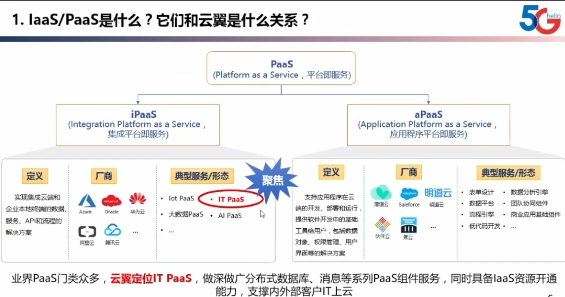 1. IaaS/PaaS是什么？它们和云翼是什么关系？
5G hello
PaaS
(Platform as a Service，平台即服务)
iPaaS
(Integration Platform as a Service，
集成平台即服务)
aPaaS
(Application Platform as a Service，
应用程序平台即服务)
定义
厂商
典型服务/形态
聚焦
实现集成云端和
企业本地终端的数据、
服务、API和流程的
解决方案
Azure
Oracle
华为云
阿里云
腾讯云
• Iot PaaS
• IT PaaS
• 大数据PaaS
• AI PaaS
• ...
定义
厂商
典型服务/形态
支持应用程序在云
端的开发、部署和运行，
提供软件开发中的基础
工具给用户，包括数据
对象、权限管理、用户
界面等的解决方案
Saleforce
明道云
明道云
伙伴云
• 表单设计
• 数据分析引擎
• 数据平台
• 团队协同组件
• 流程引擎
• 商业应用基础组件
• 低代码开发
• ...
业界PaaS门类众多，云翼定位IT PaaS，做深做广分布式数据库、消息等系列PaaS组件服务，同时具备IaaS资源开通
能力，支撑内外部客户IT上云